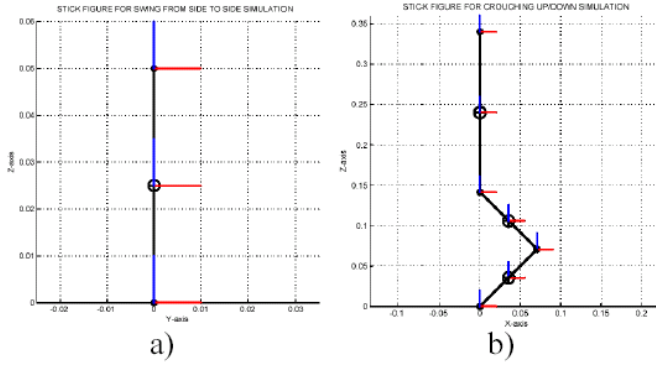 STICK FIGURE FOR SWING FROM SIDE TO SIDE SIMULATION
0.06
0.05
0.04
0.03
0.02
0.01
0
Z-axis
-0.02 -0.01 0 0.01 0.02 0.03
Y-axis
a)
STICK FIGURE FOR CROUCHING UP/DOWN SIMULATION
0.35
0.3
0.25
0.2
0.15
0.1
0.05
0
Z-axis
-0.1 -0.05 0 0.05 0.1 0.15 0.2
X-axis
b)